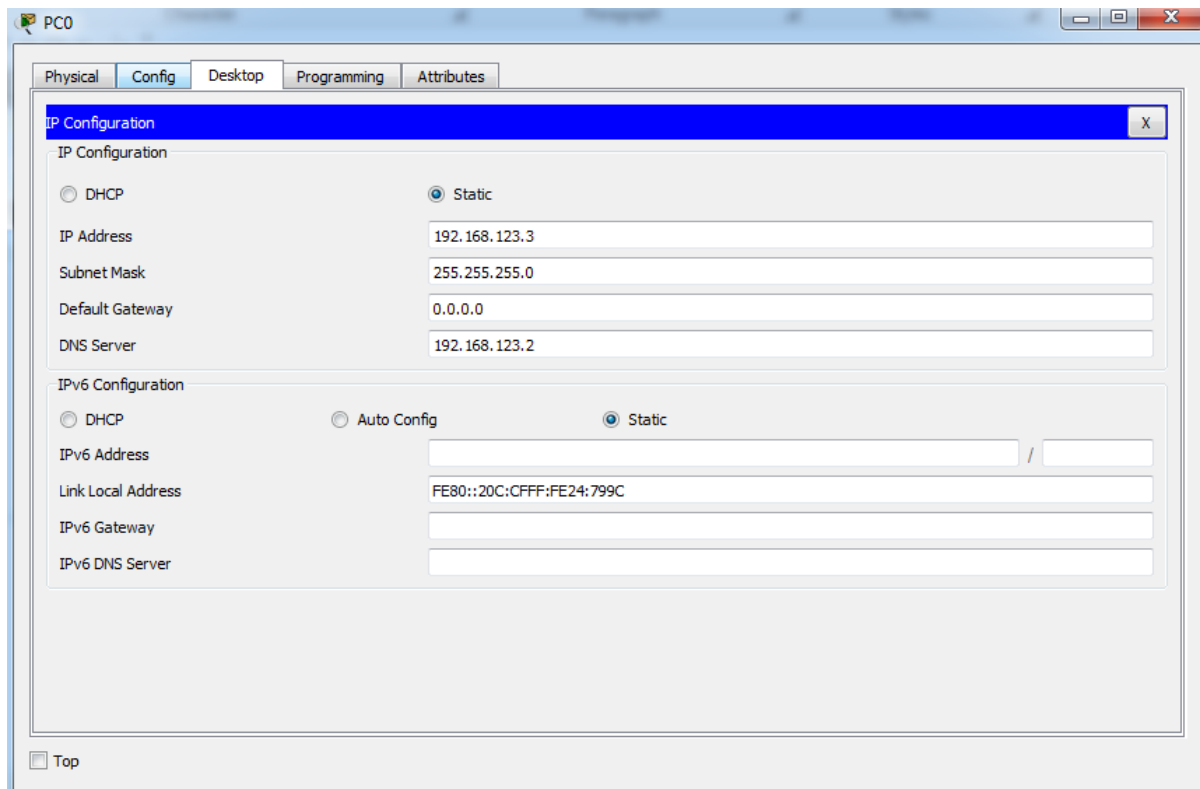 PC0
Physical Config Desktop Programming Attributes
IP Configuration X
IP Configuration
DHCP Static
IP Address 192.168.123.3
Subnet Mask 255.255.255.0
Default Gateway 0.0.0.0
DNS Server 192.168.123.2
IPv6 Configuration
DHCP Auto Config Static
IPv6 Address /
Link Local Address FE80::20C:CFFF:FE24:799C
IPv6 Gateway
IPv6 DNS Server
Top